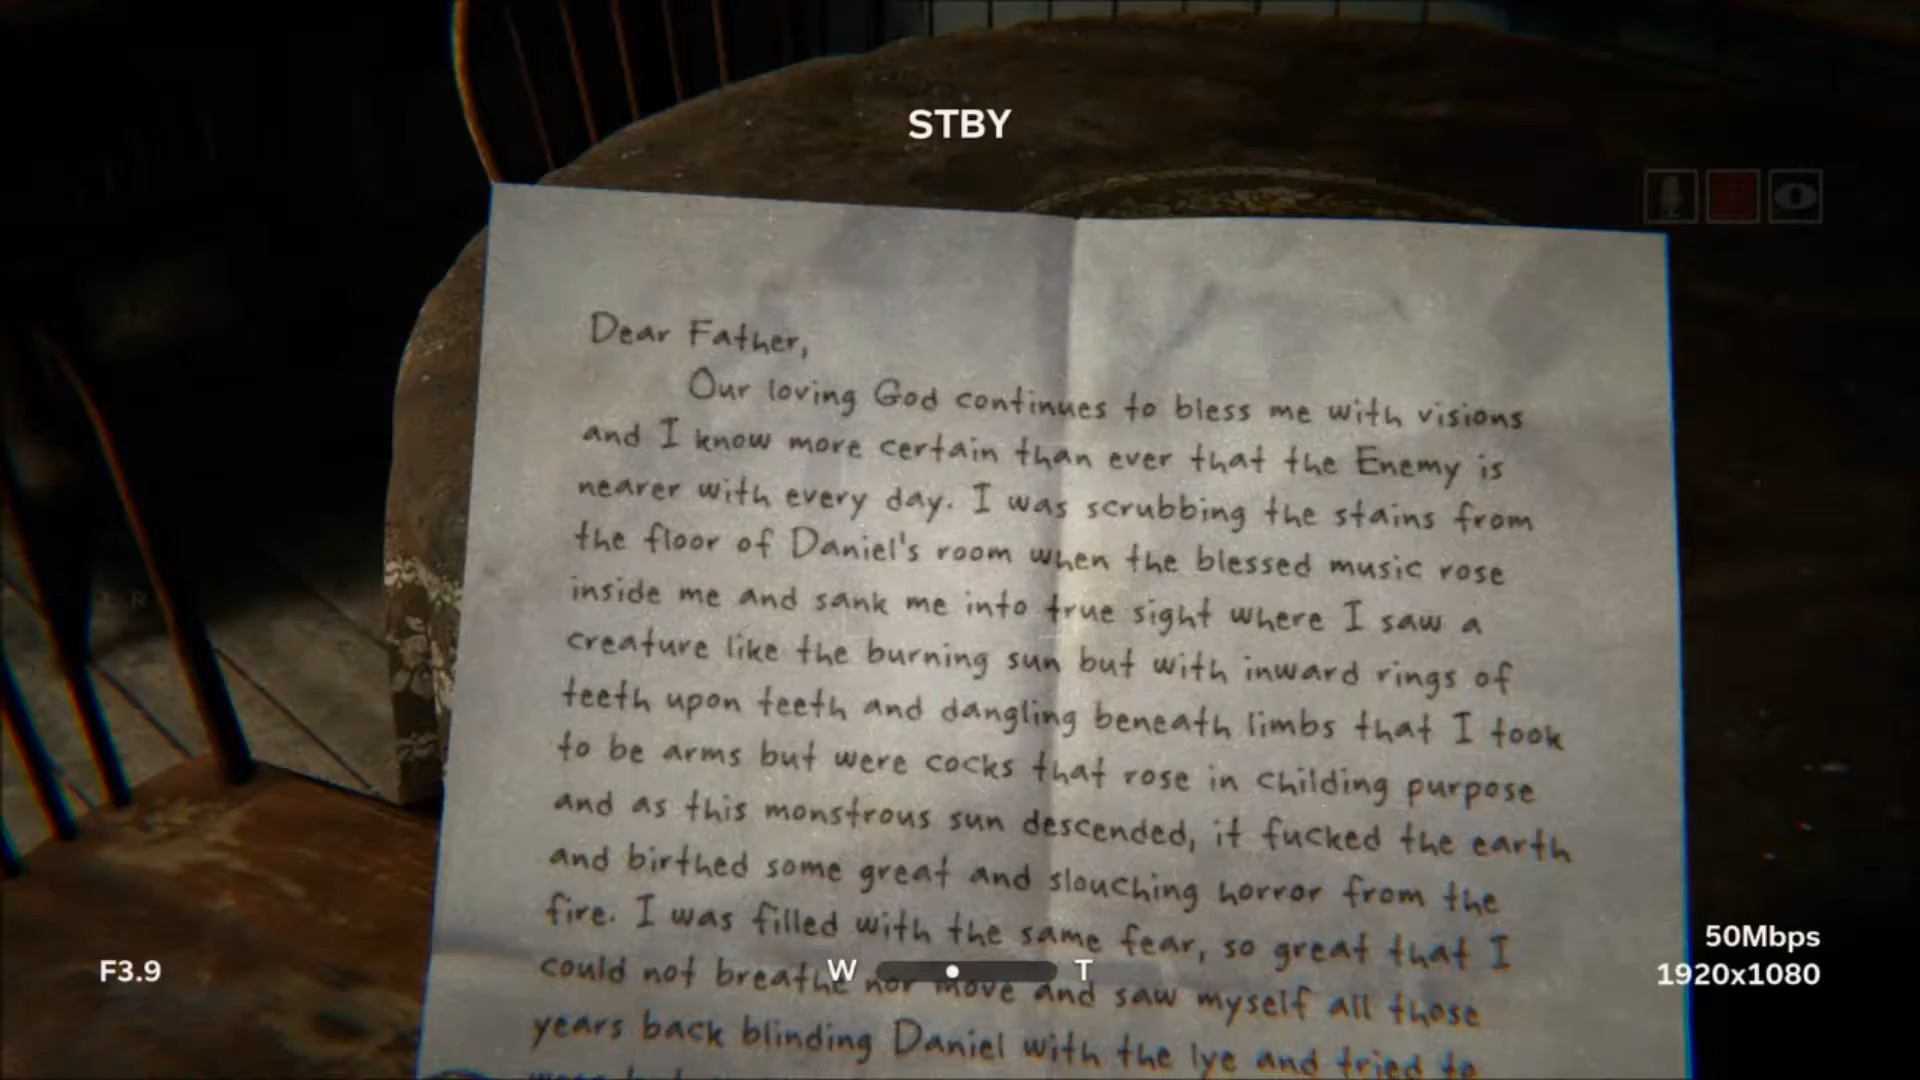 STBY
Dear Father,
Our loving God continues to bless me with visions
and I know more certain than ever that the Enemy is
nearer with every day. I was scrubbing the stains from
the floor of Daniel's room when the blessed music rose
inside me and sank me into true sight where I saw a
creature like the burning sun but with inward rings of
teeth upon teeth and dangling beneath limbs that I took
to be arms but were cocks that rose in childing purpose
and as this monstrous sun descended, it fucked the earth
and birthed some great and slouching horror from the
fire. I was filled with the same fear, so great that I
could not breathe nor move and saw myself all those
years back blinding Daniel with the lye and tried to
F3.9
W T
50Mbps
1920x1080